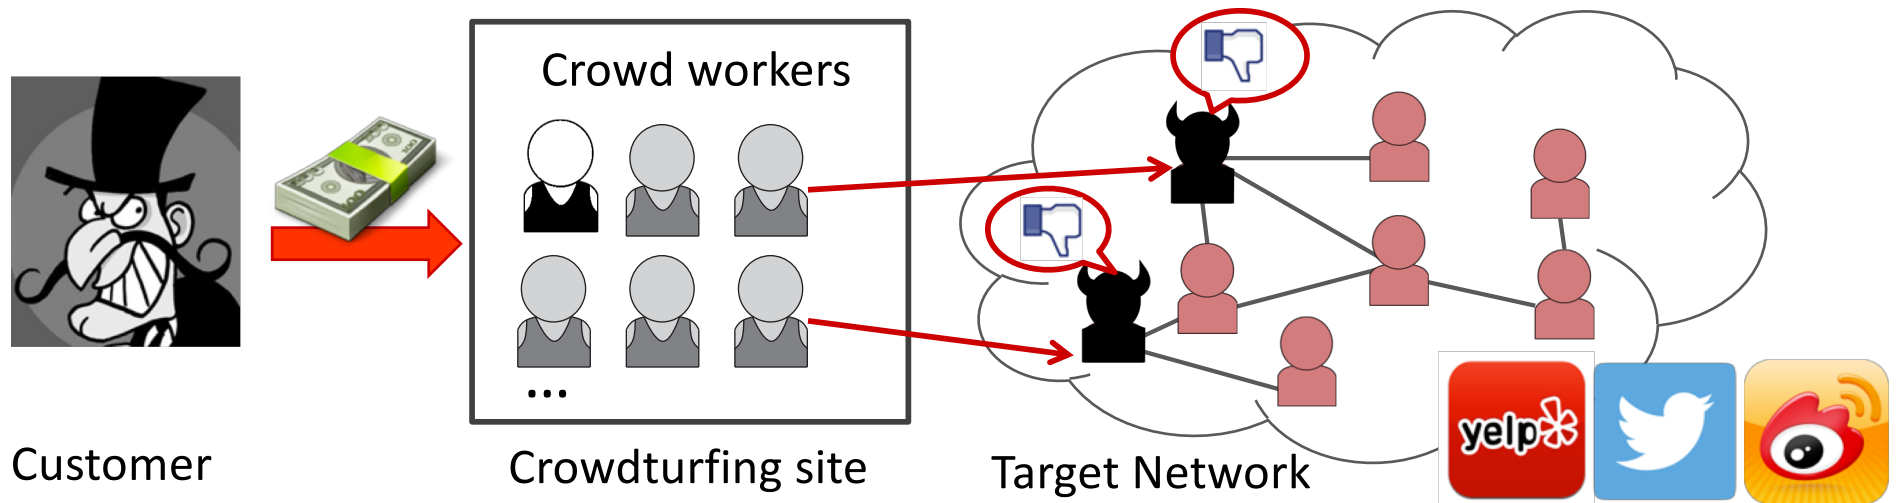 Crowd workers
...
Customer
Crowdturfing site
Target Network
yelp